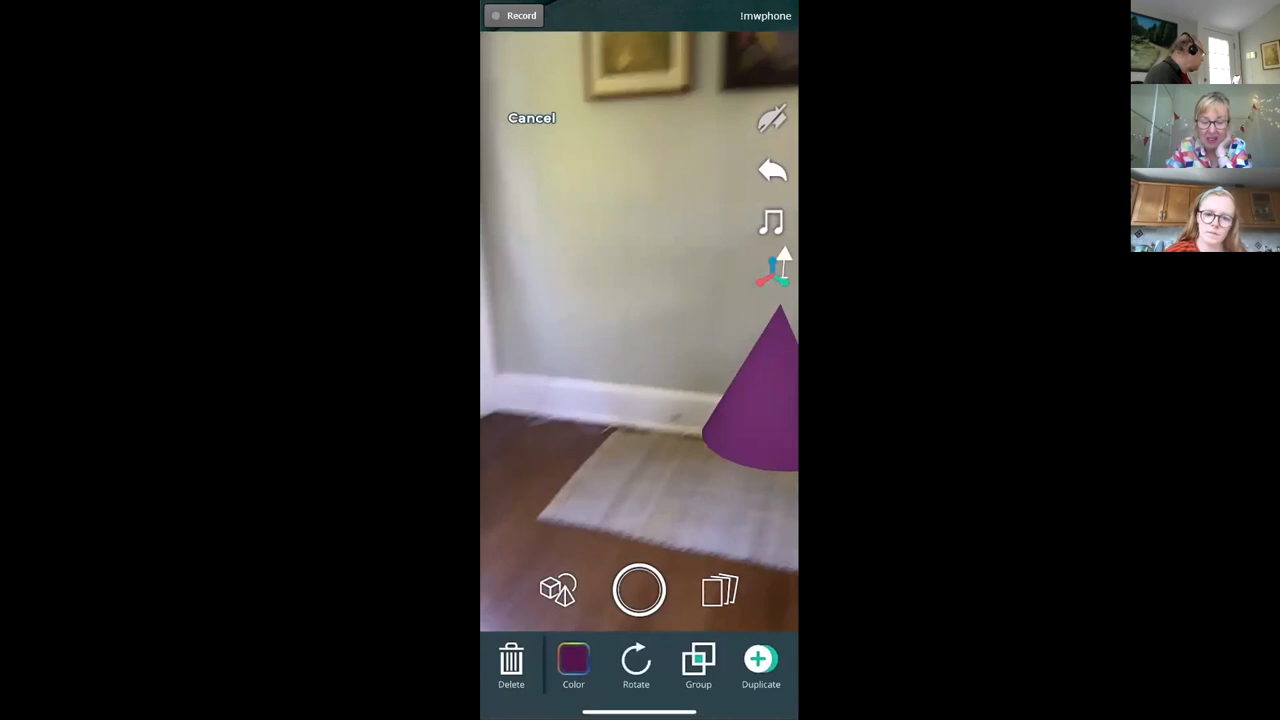 Record
!mwphone
Cancel
Delete
Color
Rotate
Group
Duplicate